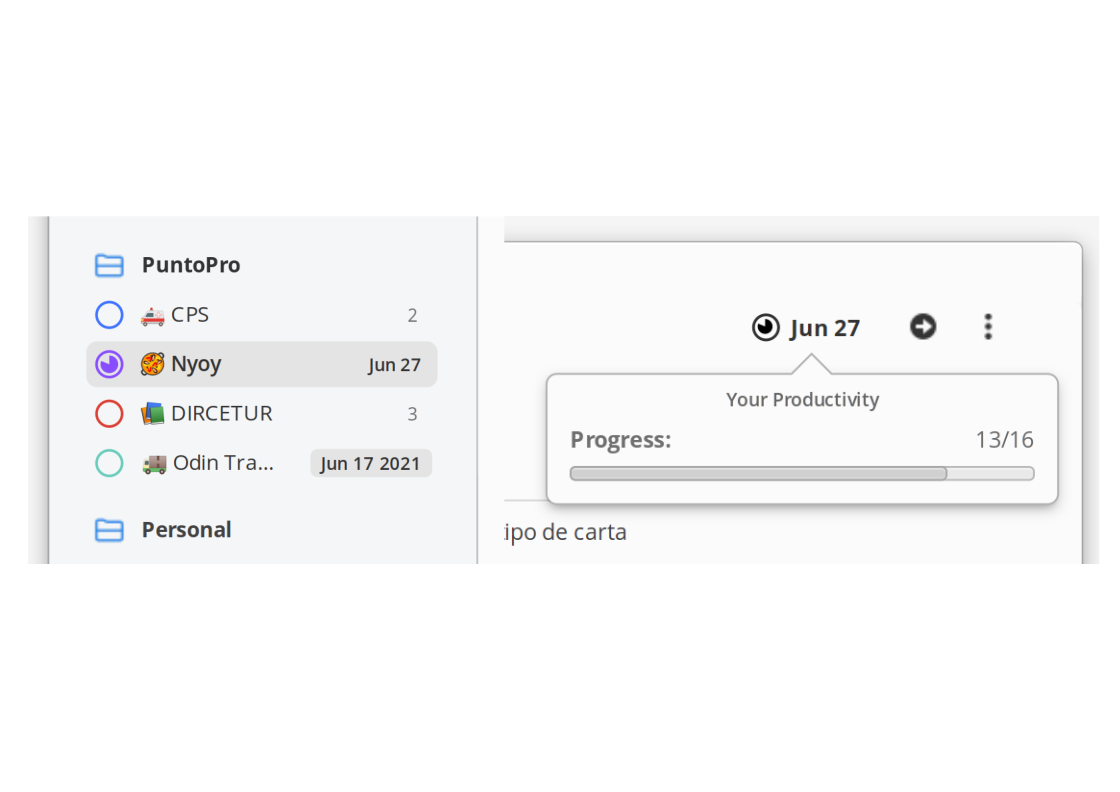 PuntoPro
CPS 2
Nyoy Jun 27
DIRCETUR 3
Odin Tra... Jun 17 2021
Personal
Jun 27
Your Productivity
Progress: 13/16
tipo de carta